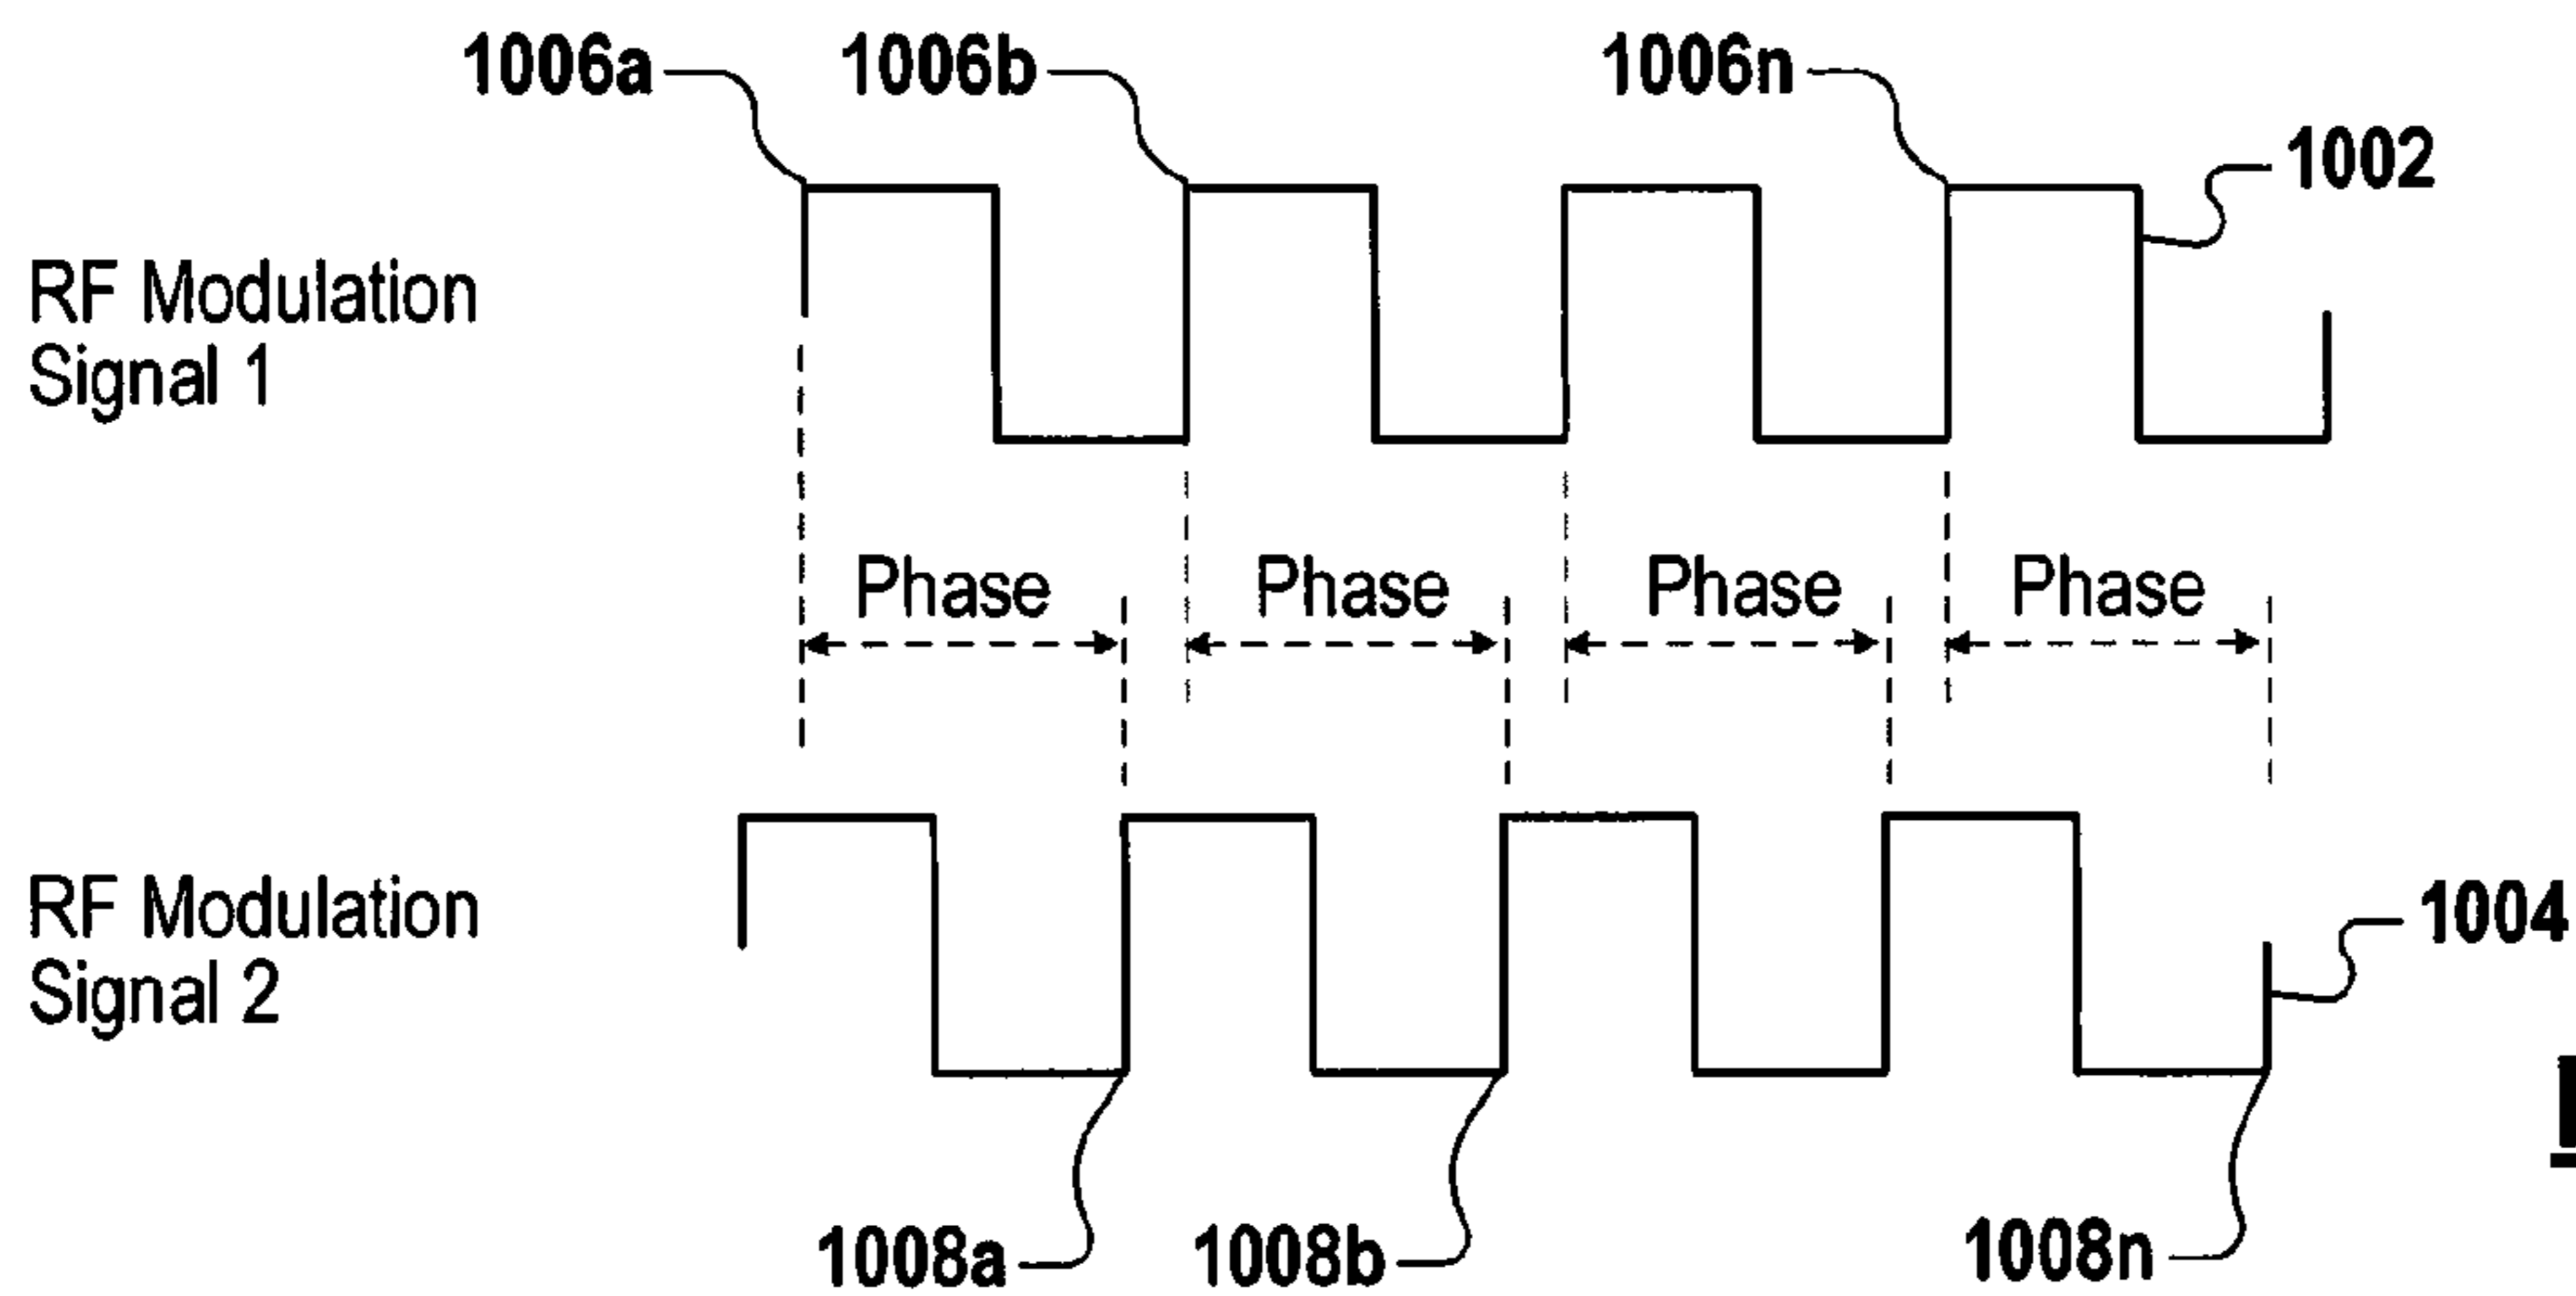 1006a 1006b 1006n
1002
RF Modulation
Signal 1
Phase Phase Phase Phase
RF Modulation
Signal 2
1004
1008a 1008b 1008n